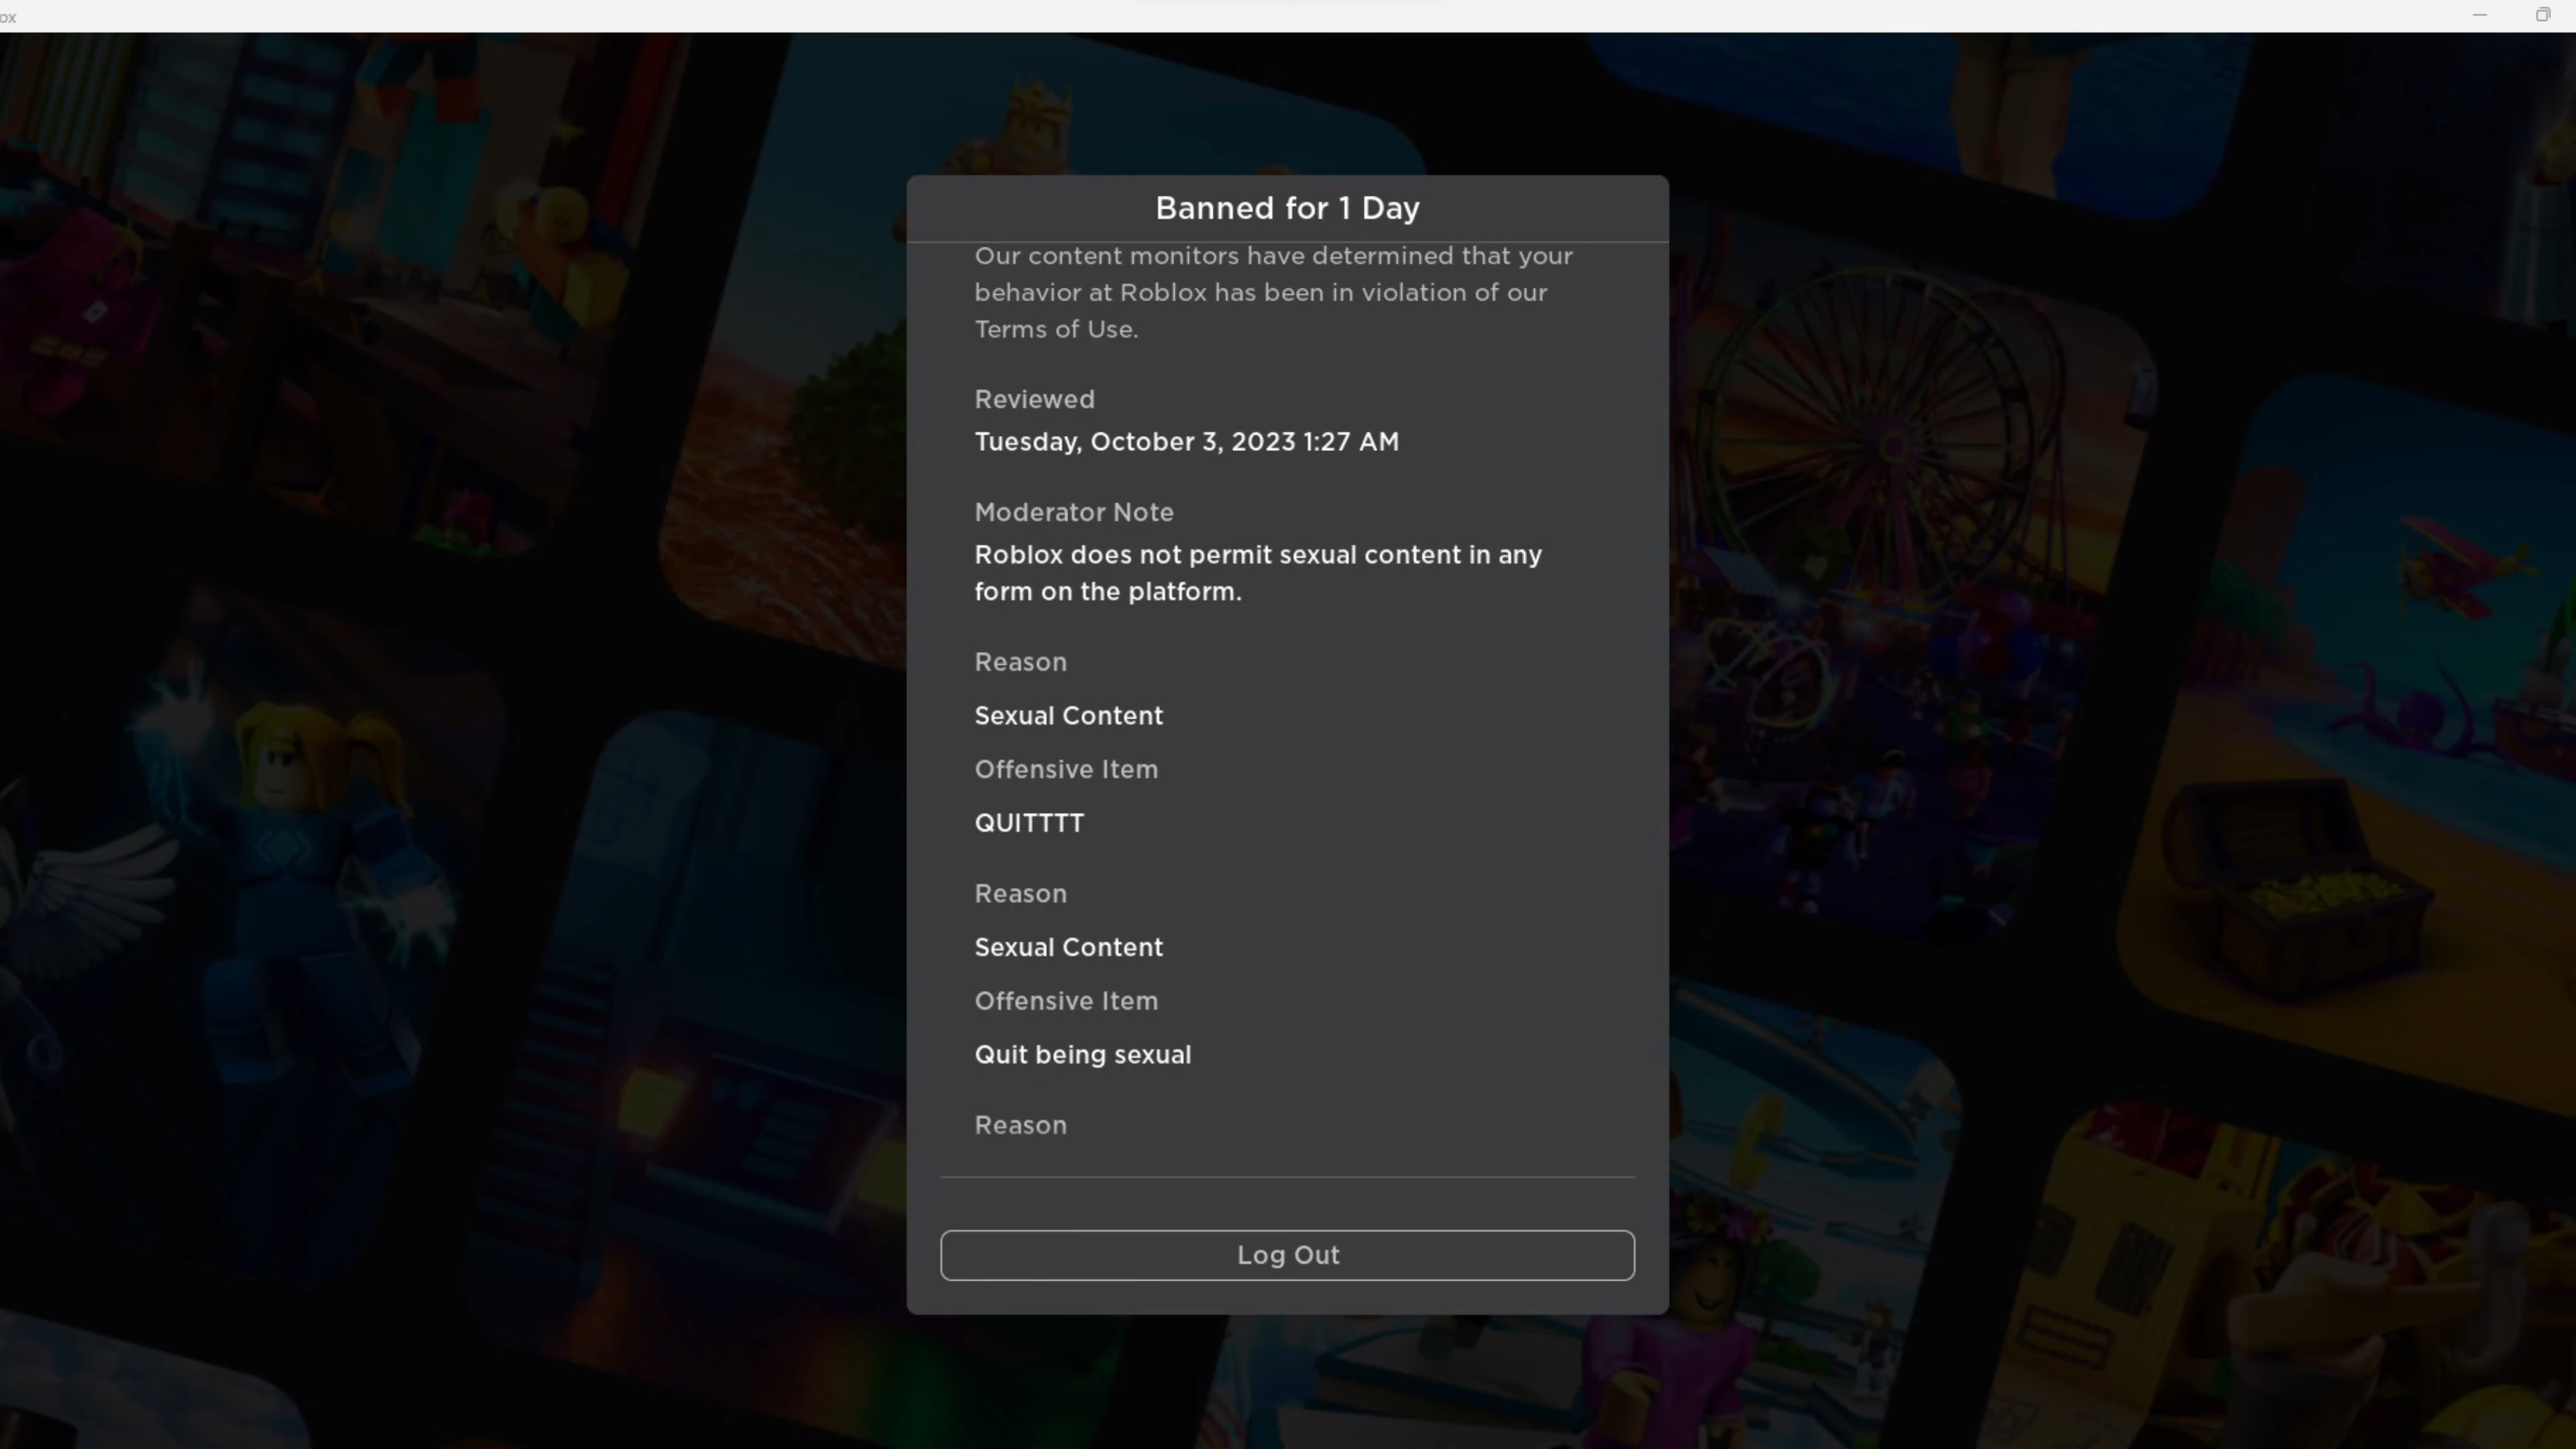 ox
Banned for 1 Day
Our content monitors have determined that your
behavior at Roblox has been in violation of our
Terms of Use.
Reviewed
Tuesday, October 3, 2023 1:27 AM
Moderator Note
Roblox does not permit sexual content in any
form on the platform.
Reason
Sexual Content
Offensive Item
QUITTTT
Reason
Sexual Content
Offensive Item
Quit being sexual
Reason
Log Out